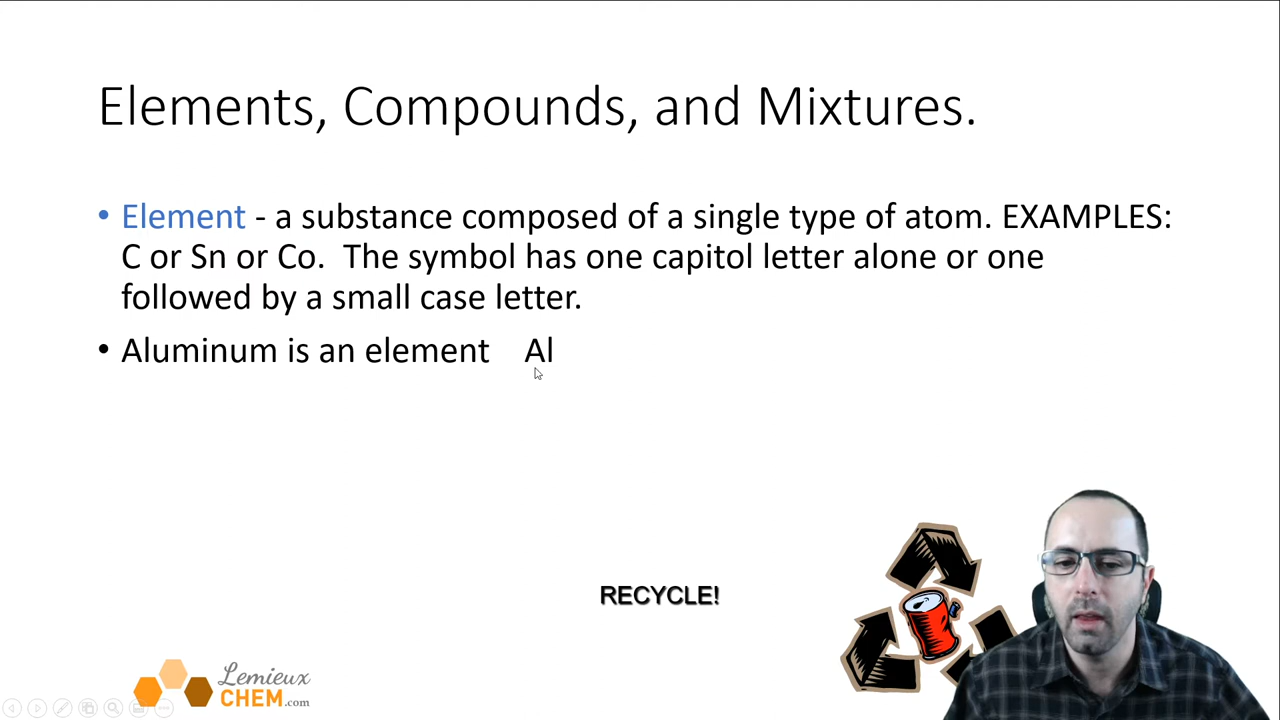 Elements, Compounds, and Mixtures.
• Element - a substance composed of a single type of atom. EXAMPLES:
C or Sn or Co.  The symbol has one capitol letter alone or one
followed by a small case letter.
• Aluminum is an element    Al
RECYCLE!
Lemieux
CHEM.com